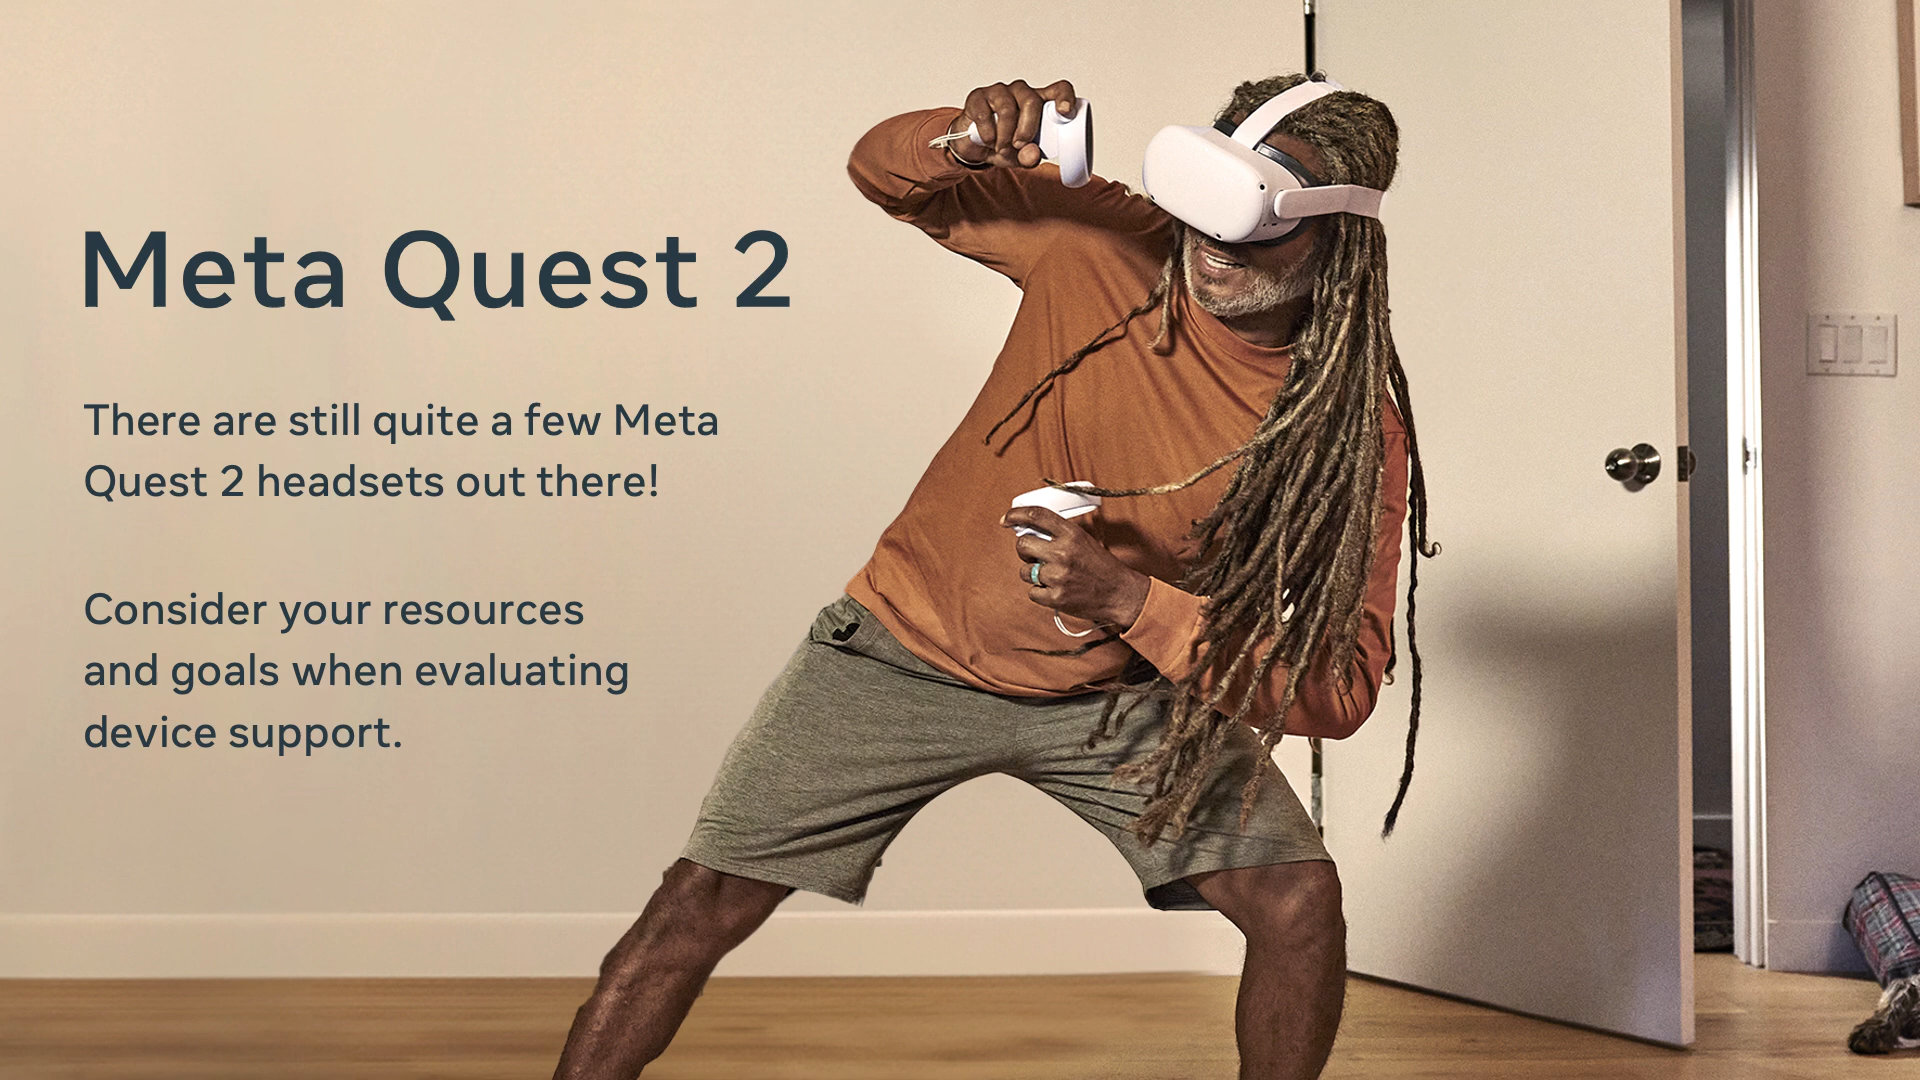 Meta Quest 2
There are still quite a few Meta
Quest 2 headsets out there!
Consider your resources
and goals when evaluating
device support.